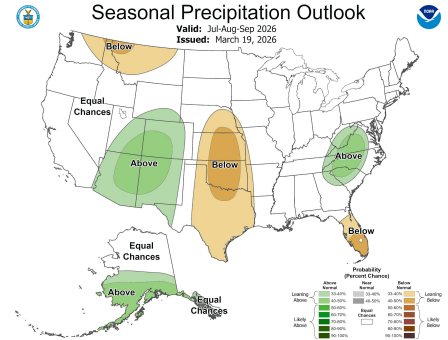 Seasonal Precipitation Outlook
Valid: Jul-Aug-Sep 2026
Issued: March 19, 2026
Below
Equal
Chances
Above
Below
Above
Below
Equal
Chances
Above
Equal
Chances
Probability
(Percent Chance)
Above
Normal
Near
Normal
Below
Normal
Leaning
Above
33-40%
40-50%
50-60%
60-70%
70-80%
80-90%
90-100%
Likely
Above
33-40%
40-50%
Equal
Chances
33-40%
40-50%
50-60%
60-70%
70-80%
80-90%
90-100%
Leaning
Below
Likely
Below